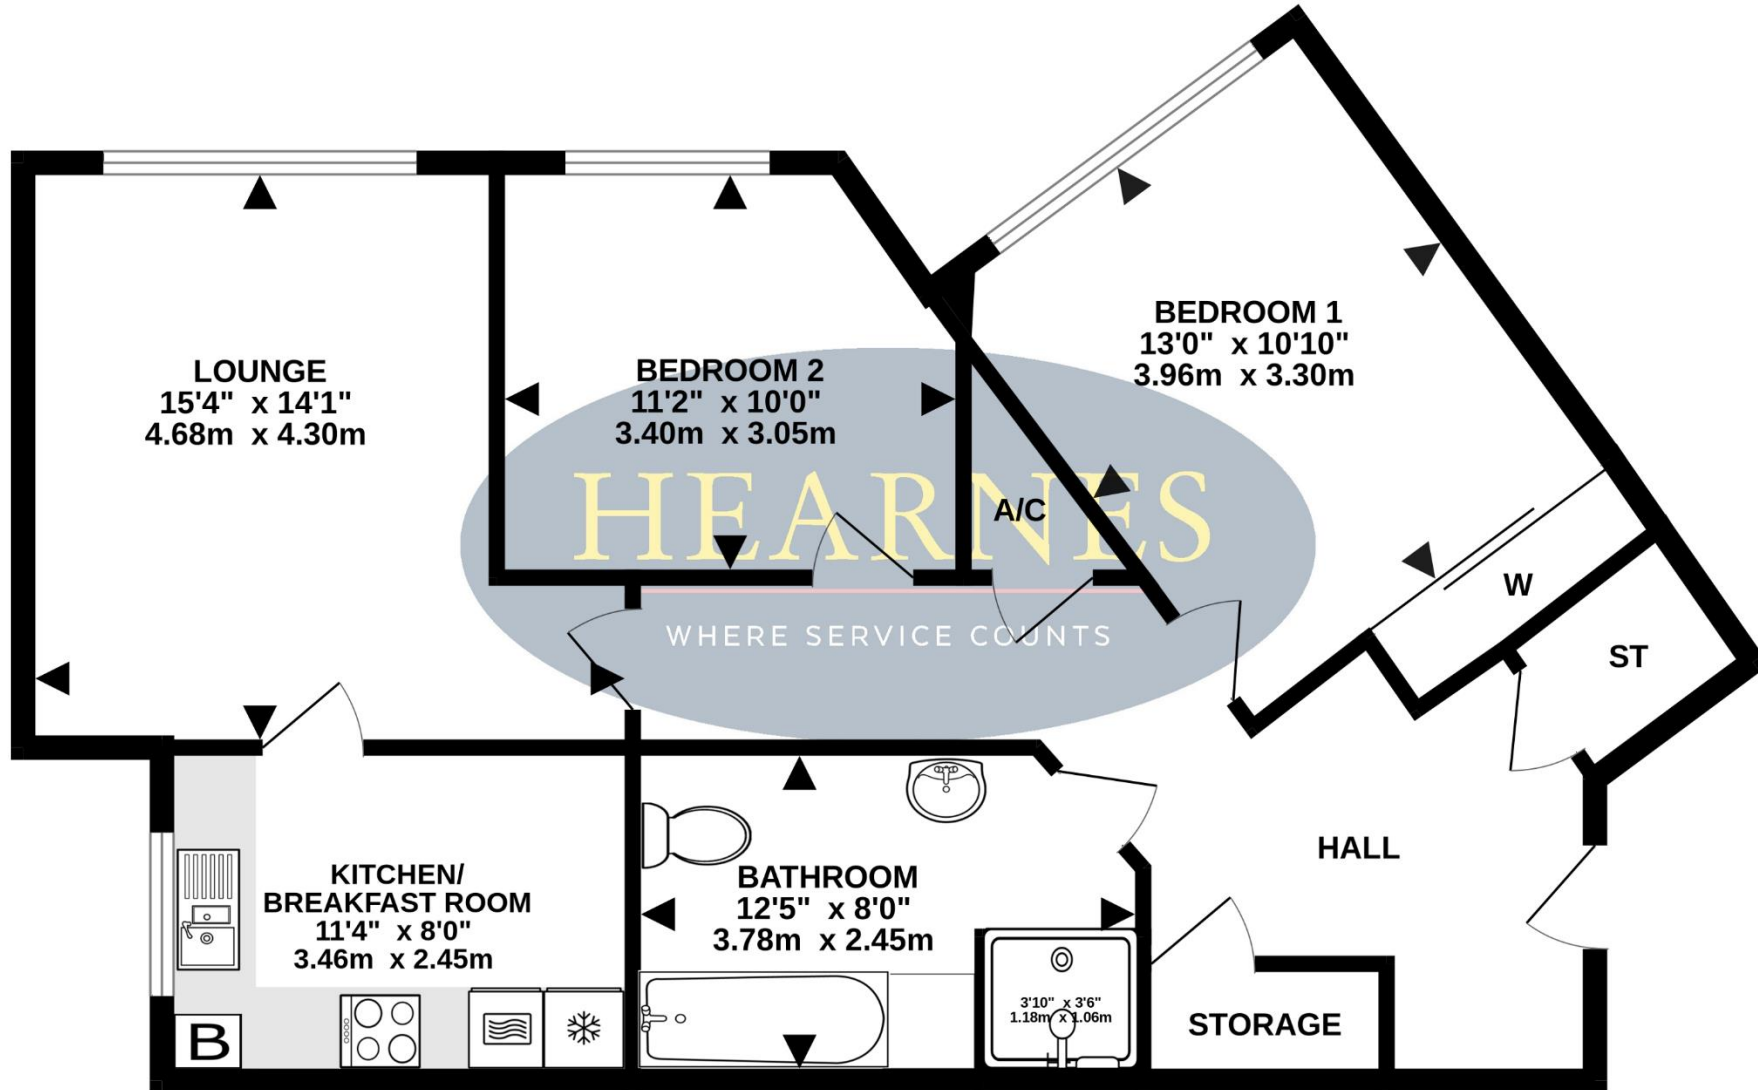 LOUNGE
15'4" x 14'1"
4.68m x 4.30m
BEDROOM 2
11'2" x 10'0"
3.40m x 3.05m
BEDROOM 1
13'0" x 10'10"
3.96m x 3.30m
HEARNES
WHERE SERVICE COUNTS
A/C
W
ST
HALL
KITCHEN/
BREAKFAST ROOM
11'4" x 8'0"
3.46m x 2.45m
B
BATHROOM
12'5" x 8'0"
3.78m x 2.45m
3'10" x 3'6"
1.18m x 1.06m
STORAGE